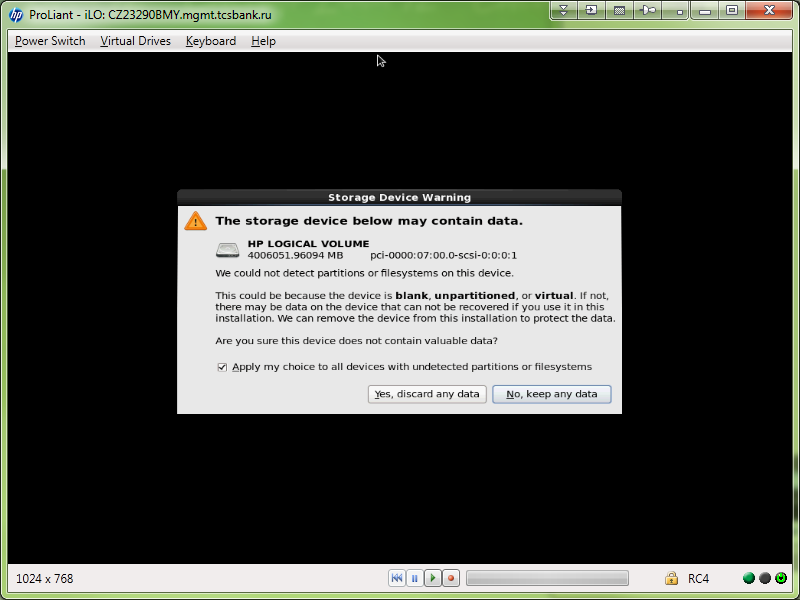 hp ProLiant - iLO: CZ23290BMY.mgmt.tcsbank.ru
Power Switch Virtual Drives Keyboard Help
Storage Device Warning
The storage device below may contain data.
HP LOGICAL VOLUME
4006051.96094 MB pci-0000:07:00.0-scsi-0:0:0:1
We could not detect partitions or filesystems on this device.
This could be because the device is blank, unpartitioned, or virtual. If not,
there may be data on the device that can not be recovered if you use it in this
installation. We can remove the device from this installation to protect the data.
Are you sure this device does not contain valuable data?
Apply my choice to all devices with undetected partitions or filesystems
Yes, discard any data No, keep any data
1024 x 768 RC4